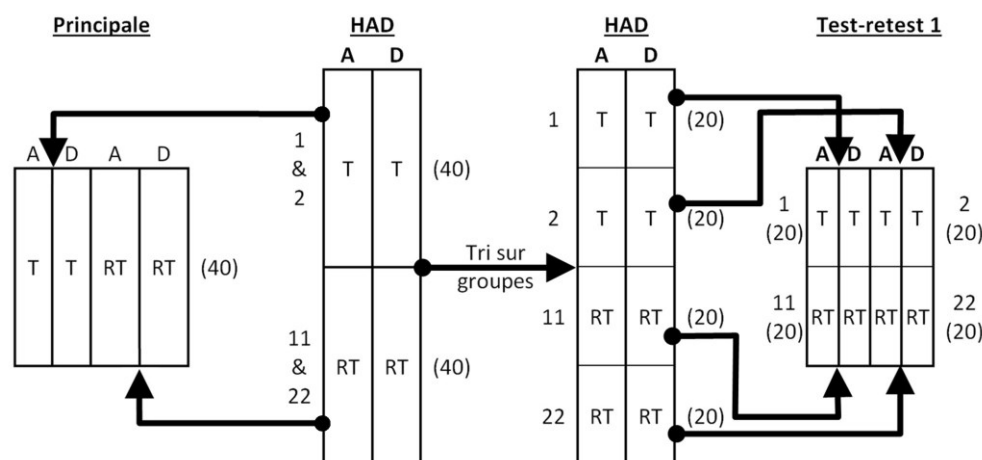 Principale
HAD
HAD
Test-retest 1
A D
A D
1 T T (20)
1 & 2 T T (40)
A D A D
A D A D
T T RT RT (40)
2 T T (20)
1 (20) T T T T 2 (20)
Tri sur
groupes
11 RT RT (20)
11 (20) RT RT RT RT 22 (20)
11 & 22 RT RT (40)
22 RT RT (20)